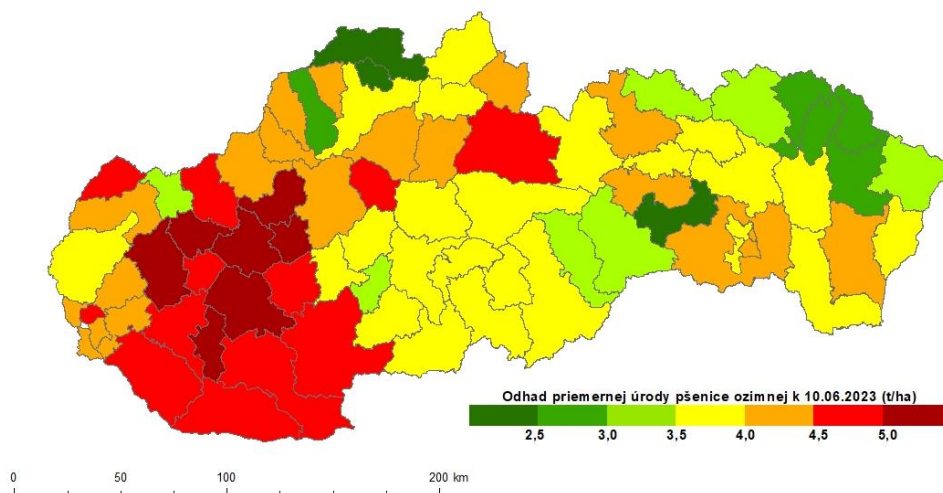 Odhad priemernej úrody pšenice ozimnej k 10.06.2023 (t/ha)
2,5 3,0 3,5 4,0 4,5 5,0
0 50 100 200 km